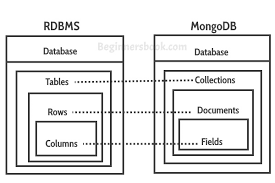 RDBMS
MongoDB
Beginnersbook.com
Database
Database
Tables
Collections
Rows
Documents
Columns
Fields